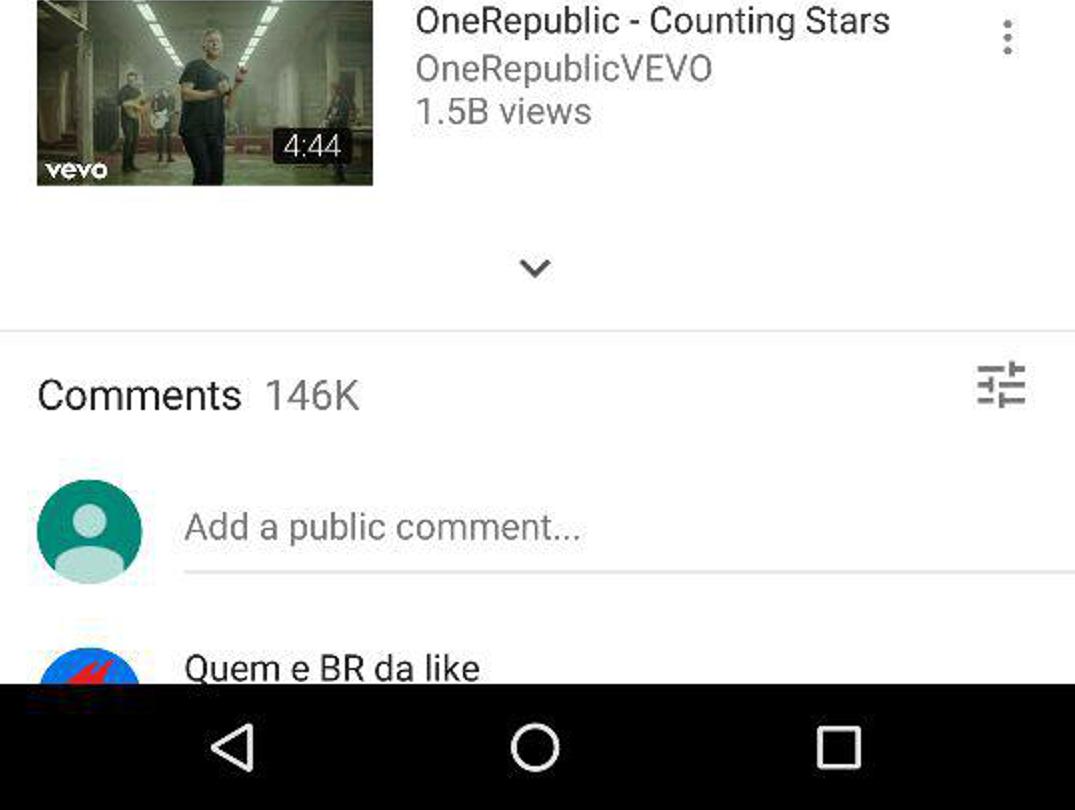 OneRepublic - Counting Stars
OneRepublicVEVO
1.5B views
4:44
vevo
Comments 146K
Add a public comment...
Quem e BR da like